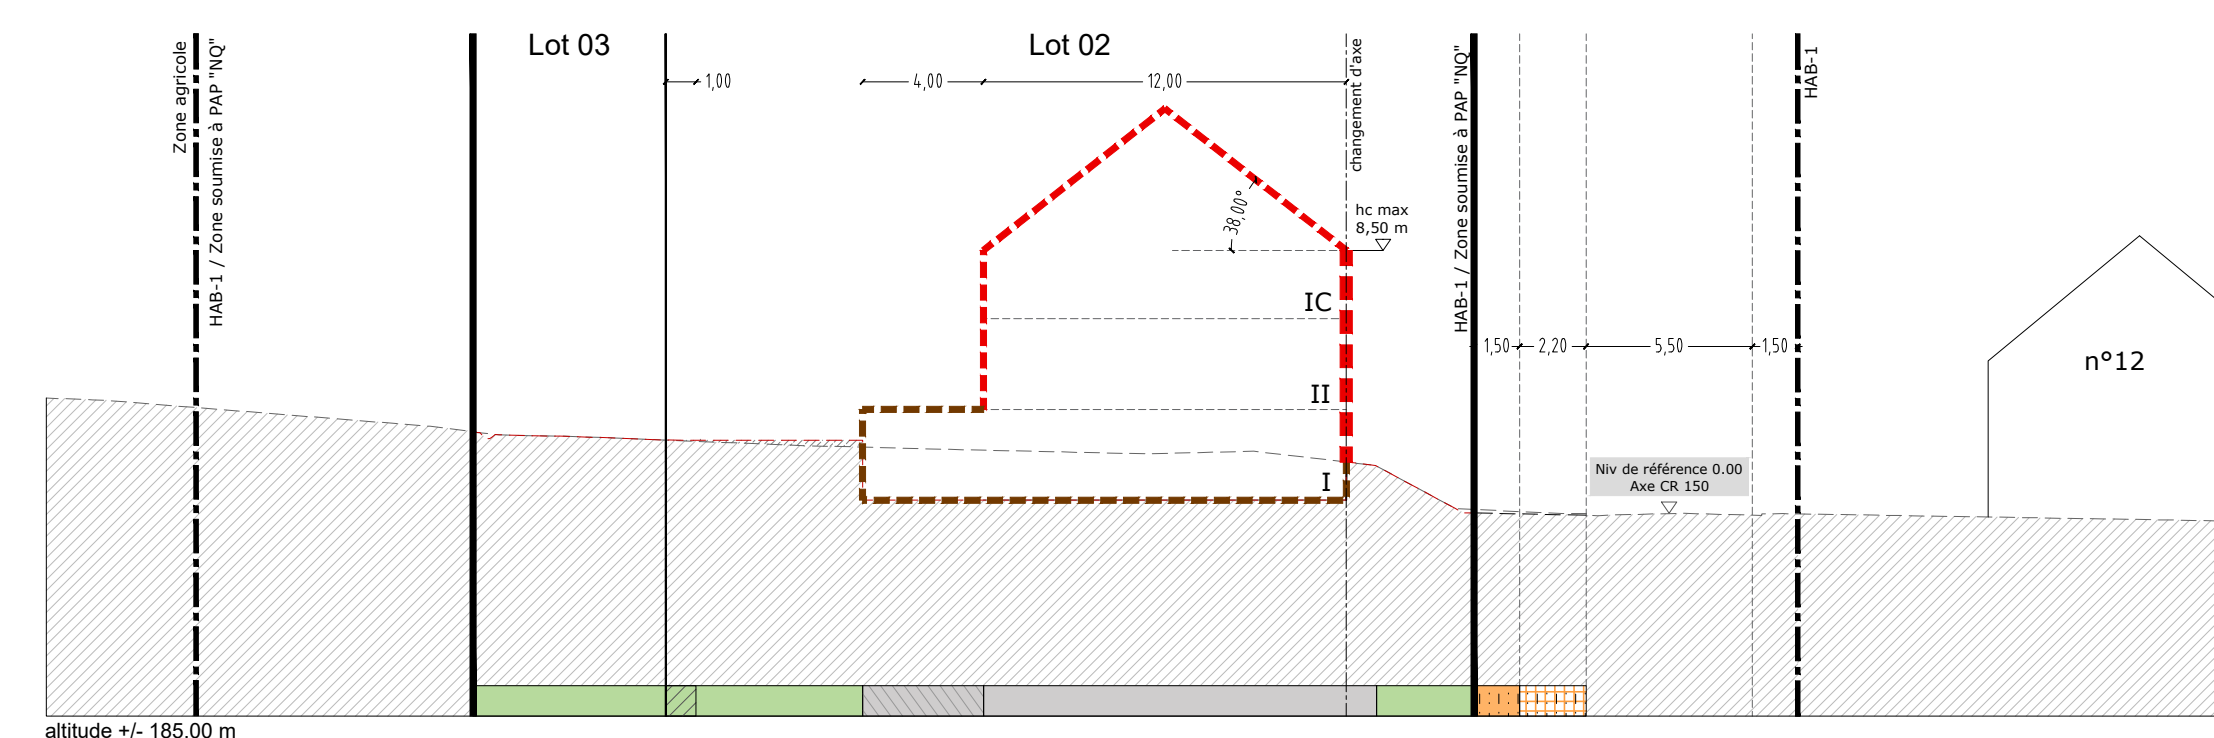 Lot 03
Lot 02
Zone agricole
HAB-1 / Zone soumise à PAP "NQ"
1,00
4,00
12,00
changement d'axe
HAB-1 / Zone soumise à PAP "NQ"
HAB-1
38,00°
hc max
8,50 m
IC
II
I
1,50
2,20
5,50
1,50
n°12
Niv de référence 0.00
Axe CR 150
altitude +/- 185,00 m